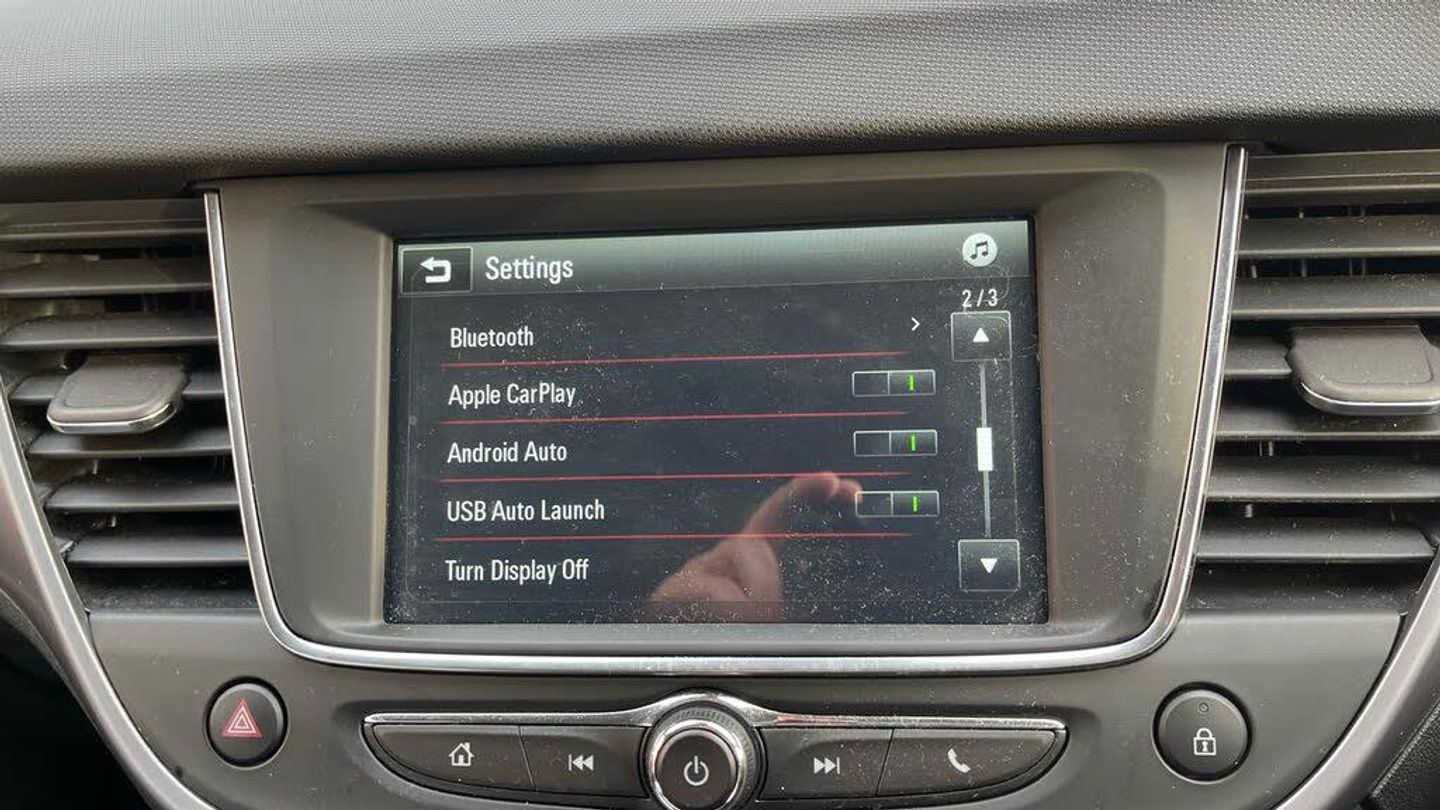 Settings
2/3
Bluetooth
Apple CarPlay
Android Auto
USB Auto Launch
Turn Display Off